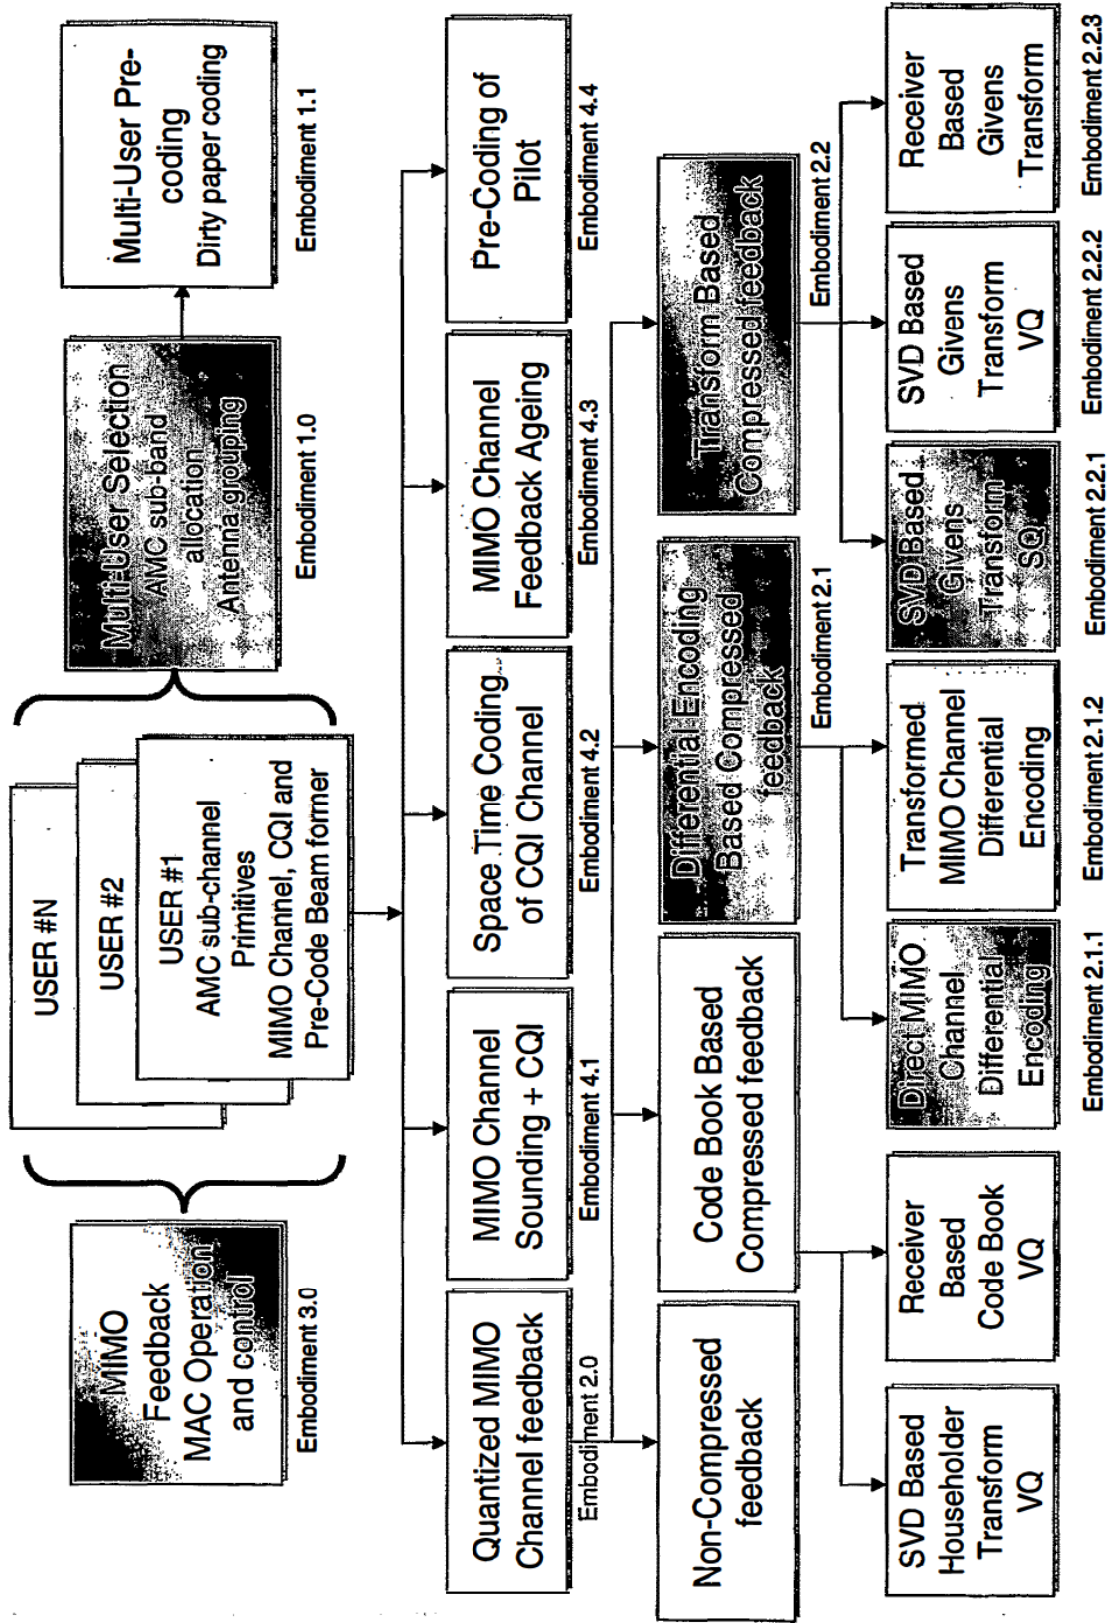 MIMO
Feedback
MAC Operation
and control
Embodiment 3.0
USER #N
USER #2
USER #1
AMC sub-channel
Primitives
MIMO Channel, CQI and
Pre-Code Beam former
Multi-User Selection
AMC sub-band
allocation
Antenna grouping
Embodiment 1.0
Multi-User Pre-
coding
Dirty paper coding
Embodiment 1.1
Quantized MIMO
Channel feedback
Embodiment 2.0
MIMO Channel
Sounding + CQI
Embodiment 4.1
Space Time Coding
of CQI Channel
Embodiment 4.2
MIMO Channel
Feedback Ageing
Embodiment 4.3
Pre-Coding of
Pilot
Embodiment 4.4
Non-Compressed
feedback
Code Book Based
Compressed feedback
Differential Encoding
Based Compressed
feedback
Embodiment 2.1
Transform Based
Compressed feedback
Embodiment 2.2
SVD Based
Householder
Transform
VQ
Receiver
Based
Code Book
VQ
Direct MIMO
Channel
Differential
Encoding
Embodiment 2.1.1
Transformed
MIMO Channel
Differential
Encoding
Embodiment 2.1.2
SVD Based
Givens
Transform
SQ
Embodiment 2.2.1
SVD Based
Givens
Transform
VQ
Embodiment 2.2.2
Receiver
Based
Givens
Transform
Embodiment 2.2.3